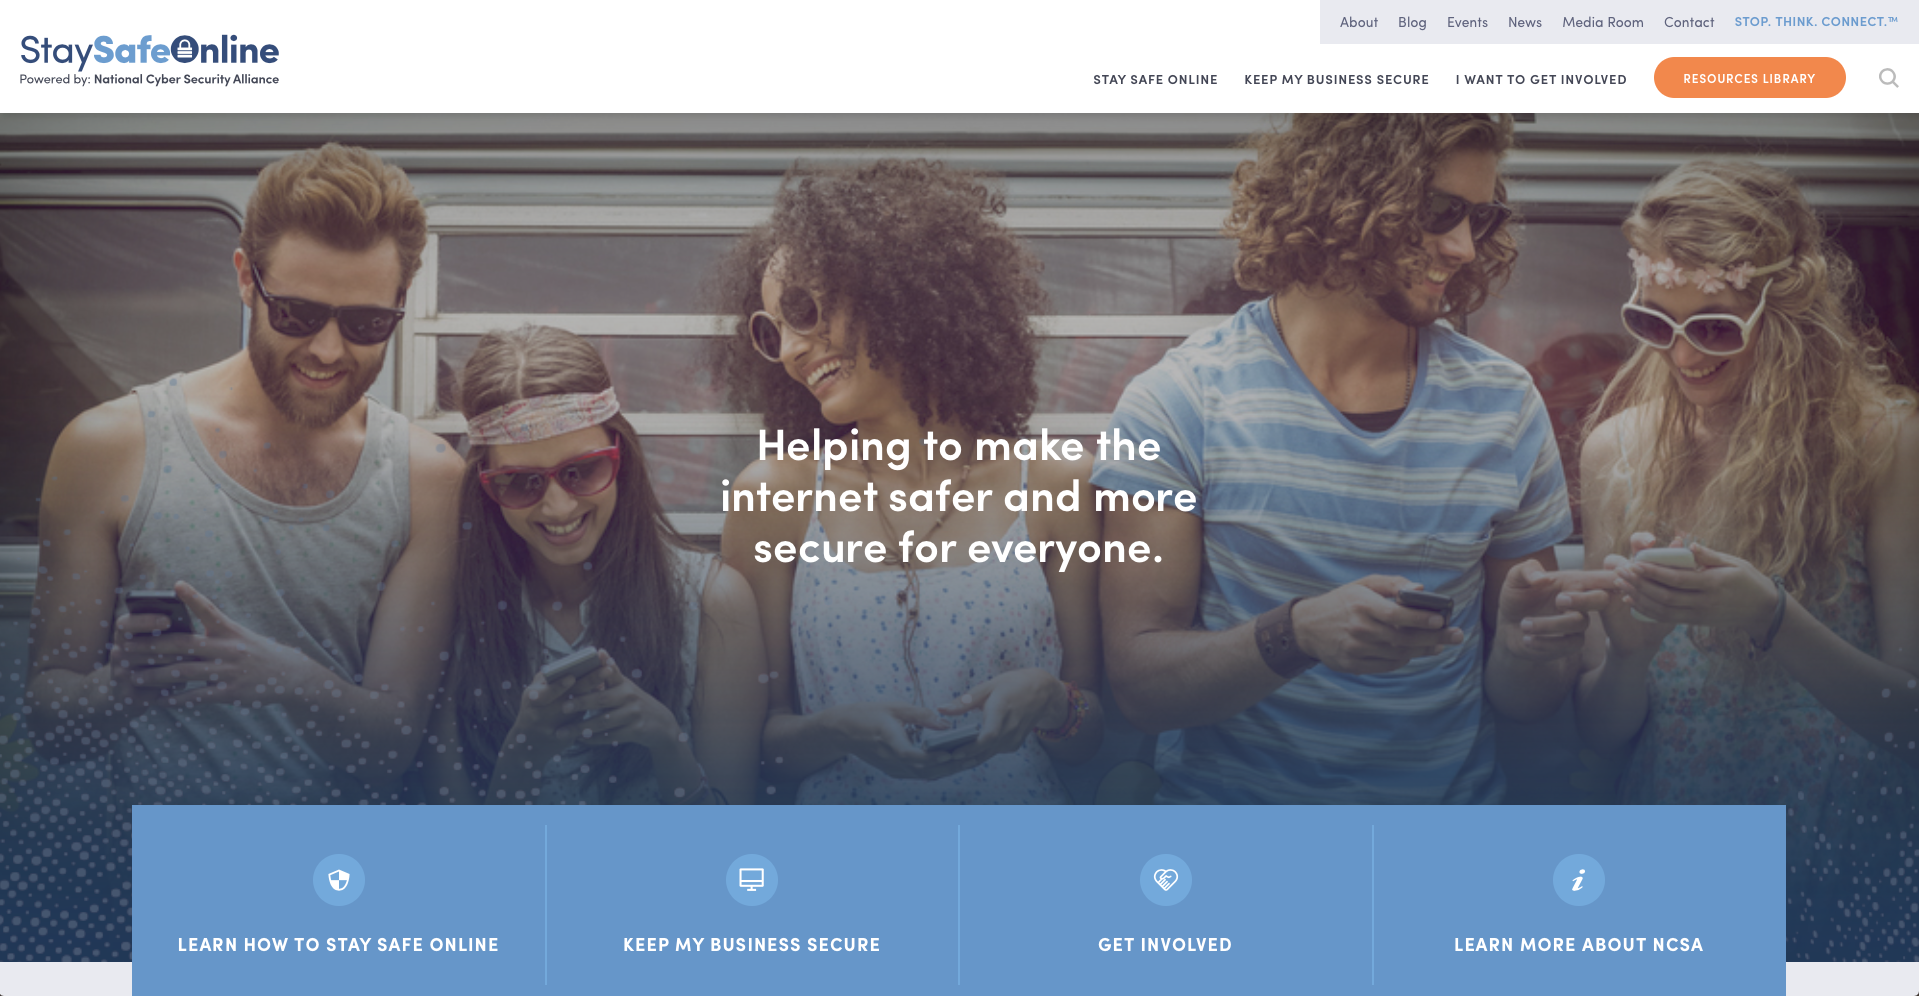 About Blog Events News Media Room Contact STOP. THINK. CONNECT.™
StaySafeOnline
Powered by: National Cyber Security Alliance
STAY SAFE ONLINE KEEP MY BUSINESS SECURE I WANT TO GET INVOLVED RESOURCES LIBRARY
Helping to make the
internet safer and more
secure for everyone.
LEARN HOW TO STAY SAFE ONLINE
KEEP MY BUSINESS SECURE
GET INVOLVED
LEARN MORE ABOUT NCSA